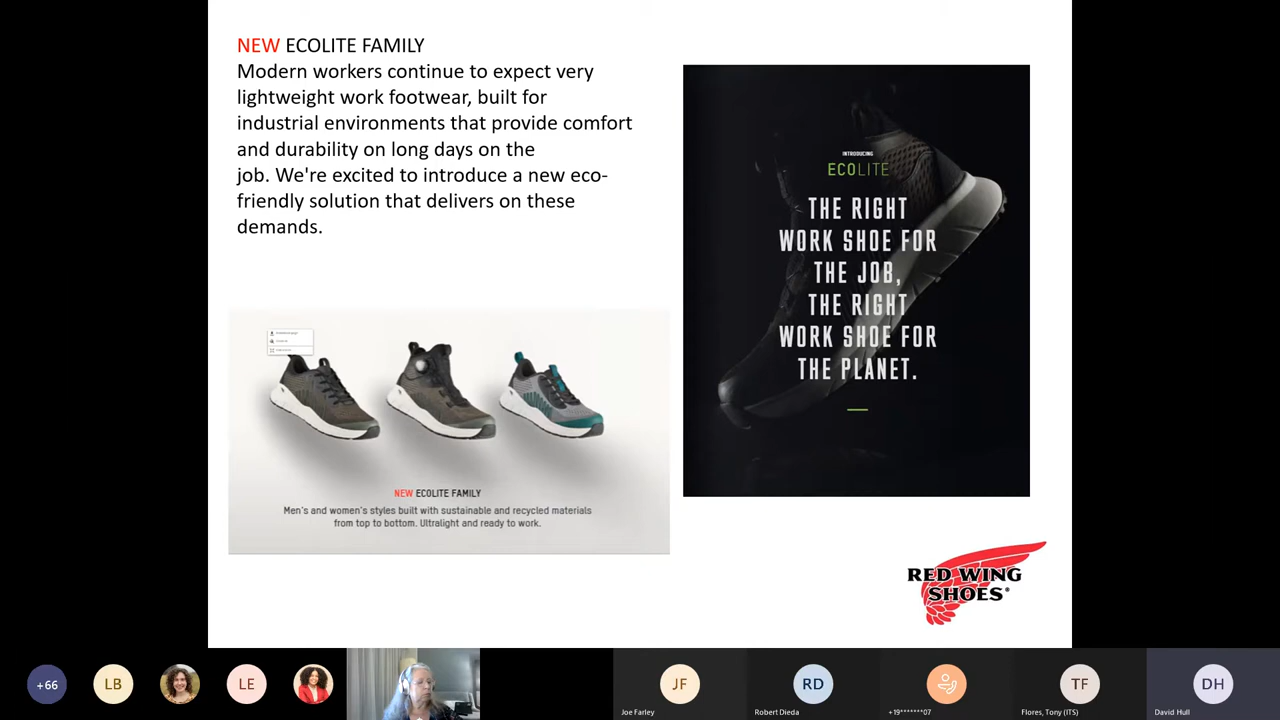 NEW ECOLITE FAMILY
Modern workers continue to expect very
lightweight work footwear, built for
industrial environments that provide comfort
and durability on long days on the
job. We're excited to introduce a new eco-
friendly solution that delivers on these
demands.
INTRODUCING
ECOLITE
THE RIGHT
WORK SHOE FOR
THE JOB,
THE RIGHT
WORK SHOE FOR
THE PLANET.
NEW ECOLITE FAMILY
Men's and women's styles built with sustainable and recycled materials
from top to bottom. Ultralight and ready to work.
RED WING
SHOES®
+66
LB
LE
JF
RD
TF
DH
Joe Farley
Robert Dieda
+19*******07
Flores, Tony (ITS)
David Hull